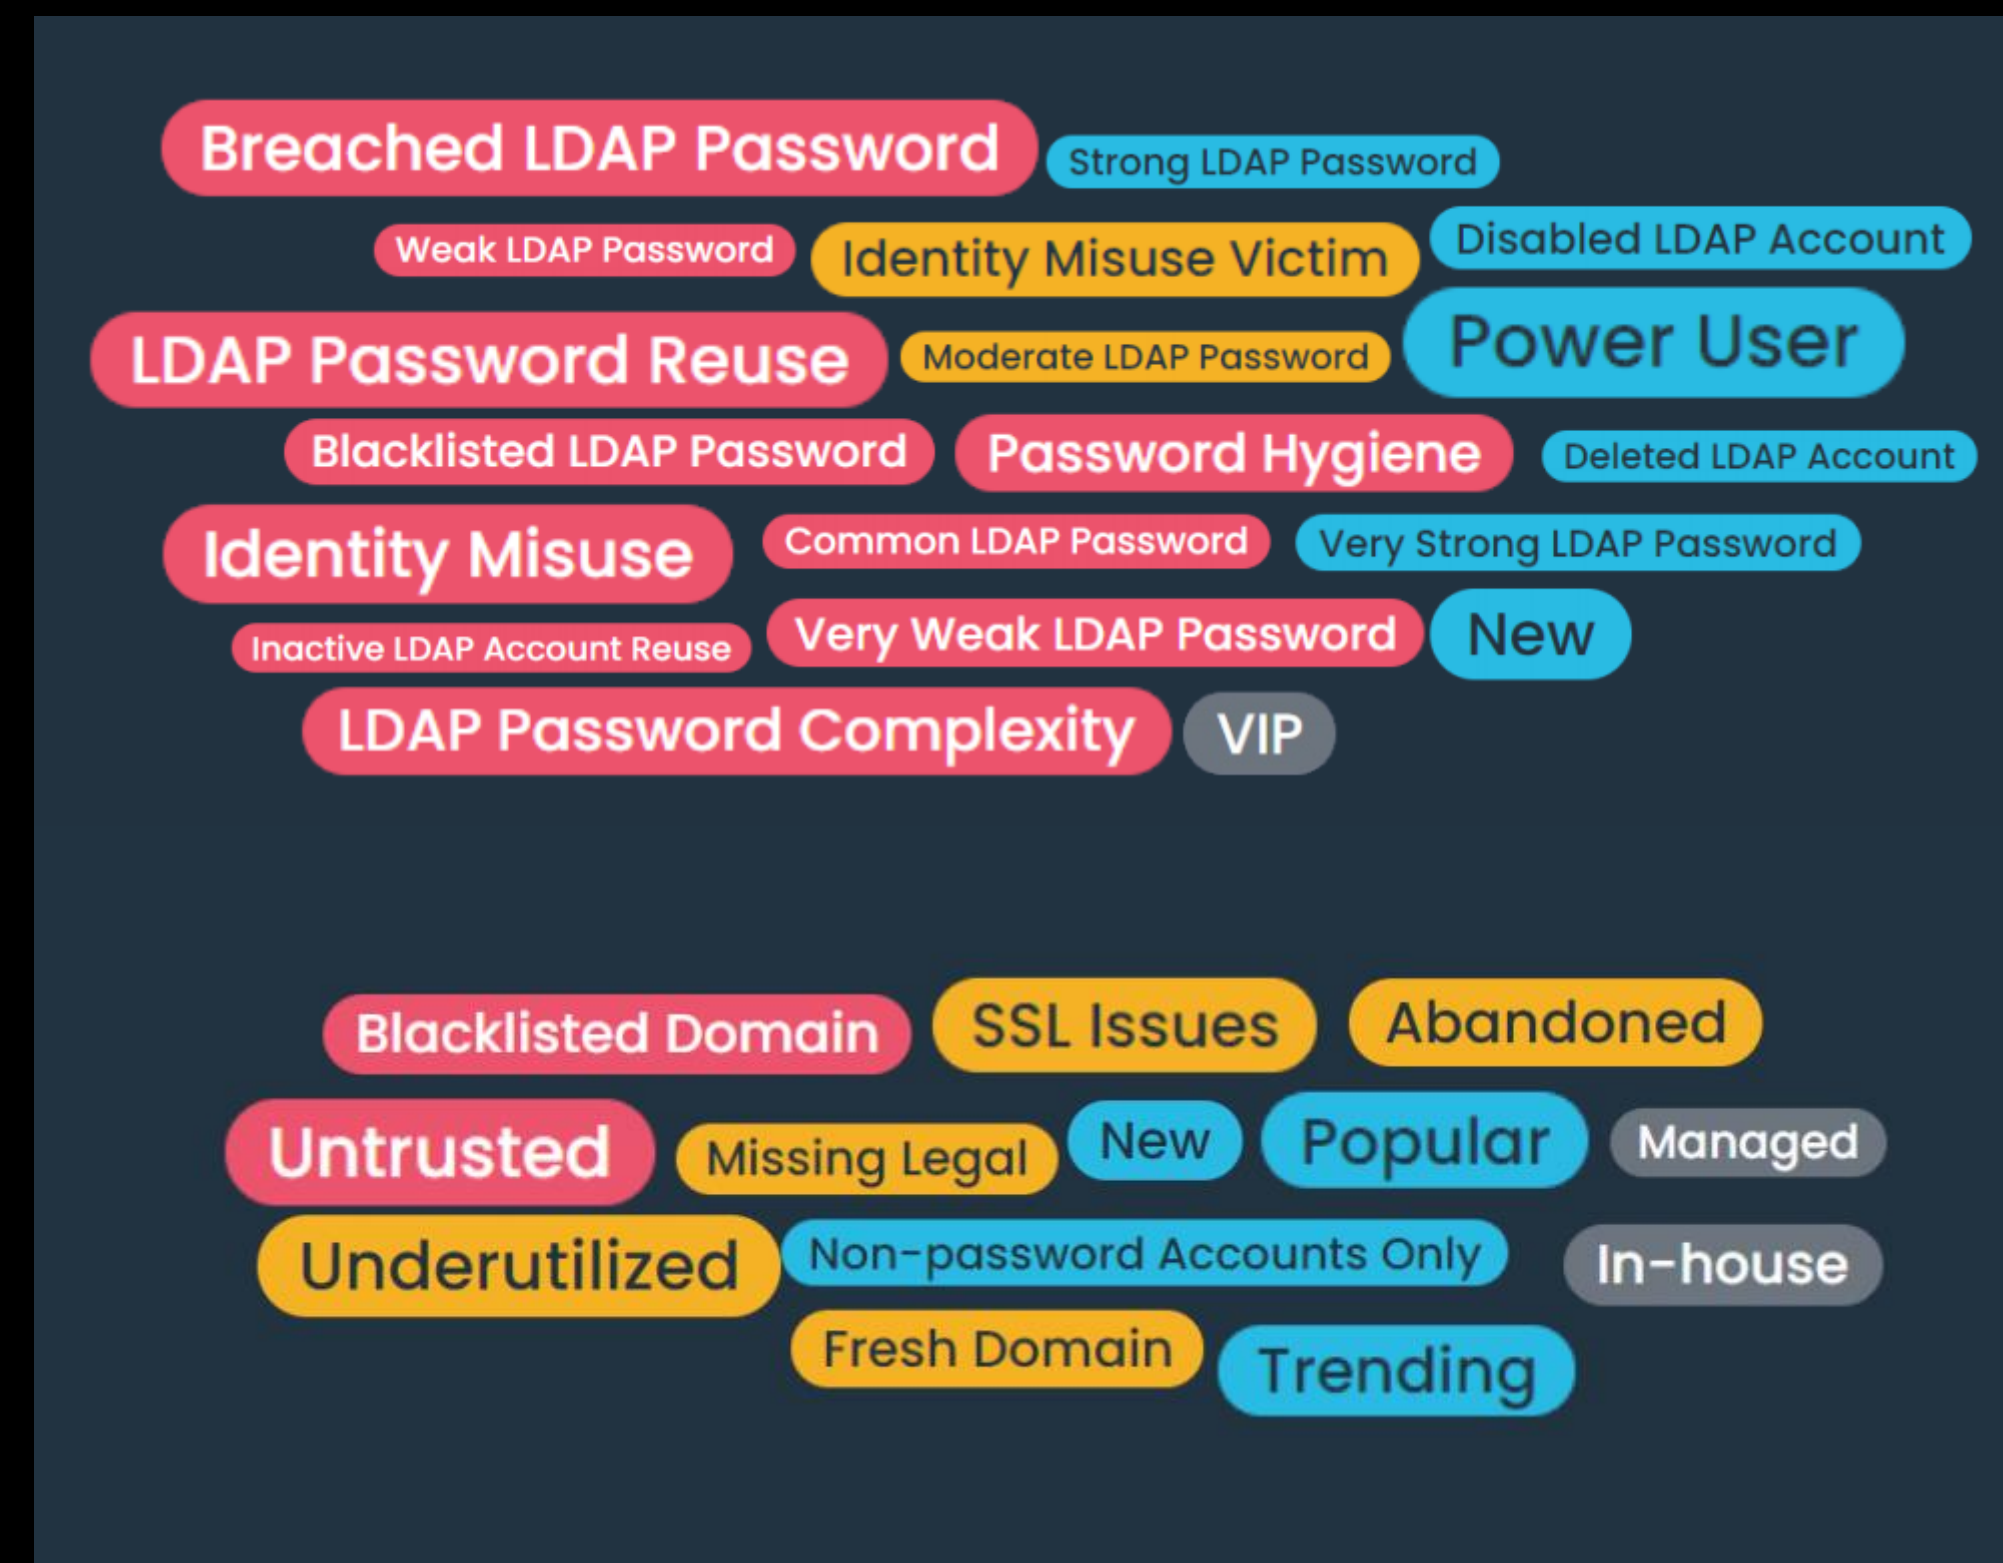 Breached LDAP Password Strong LDAP Password
Weak LDAP Password Identity Misuse Victim Disabled LDAP Account
LDAP Password Reuse Moderate LDAP Password Power User
Blacklisted LDAP Password Password Hygiene Deleted LDAP Account
Identity Misuse Common LDAP Password Very Strong LDAP Password
Inactive LDAP Account Reuse Very Weak LDAP Password New
LDAP Password Complexity VIP
Blacklisted Domain SSL Issues Abandoned
Untrusted Missing Legal New Popular Managed
Underutilized Non-password Accounts Only In-house
Fresh Domain Trending